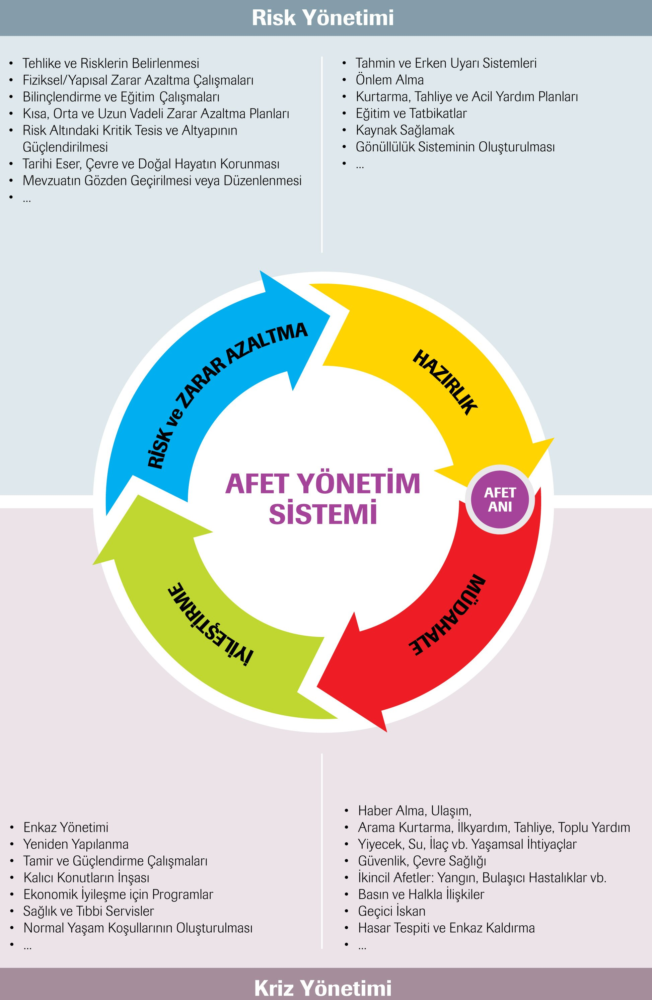 Risk Yönetimi
• Tehlike ve Risklerin Belirlenmesi
• Fiziksel/Yapısal Zarar Azaltma Çalışmaları
• Bilinçlendirme ve Eğitim Çalışmaları
• Kısa, Orta ve Uzun Vadeli Zarar Azaltma Planları
• Risk Altındaki Kritik Tesis ve Altyapının
Güçlendirilmesi
• Tarihi Eser, Çevre ve Doğal Hayatın Korunması
• Mevzuatın Gözden Geçirilmesi veya Düzenlenmesi
• ...
• Tahmin ve Erken Uyarı Sistemleri
• Önlem Alma
• Kurtarma, Tahliye ve Acil Yardım Planları
• Eğitim ve Tatbikatlar
• Kaynak Sağlamak
• Gönüllülük Sisteminin Oluşturulması
• ...
RİSK ve ZARAR AZALTMA
HAZIRLIK
AFET YÖNETİM
SİSTEMİ
AFET
ANI
MÜDAHALE
İYİLEŞTİRME
• Enkaz Yönetimi
• Yeniden Yapılanma
• Tamir ve Güçlendirme Çalışmaları
• Kalıcı Konutların İnşası
• Ekonomik İyileşme için Programlar
• Sağlık ve Tıbbi Servisler
• Normal Yaşam Koşullarının Oluşturulması
• ...
• Haber Alma, Ulaşım,
• Arama Kurtarma, İlkyardım, Tahliye, Toplu Yardım
• Yiyecek, Su, İlaç vb. Yaşamsal İhtiyaçlar
• Güvenlik, Çevre Sağlığı
• İkincil Afetler: Yangın, Bulaşıcı Hastalıklar vb.
• Basın ve Halkla İlişkiler
• Geçici İskan
• Hasar Tespiti ve Enkaz Kaldırma
• ...
Kriz Yönetimi